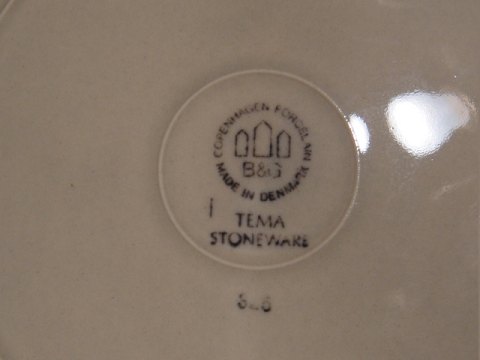 COPENHAGEN PORCELAIN
B&G
MADE IN DENMARK
TEMA
STONEWARE